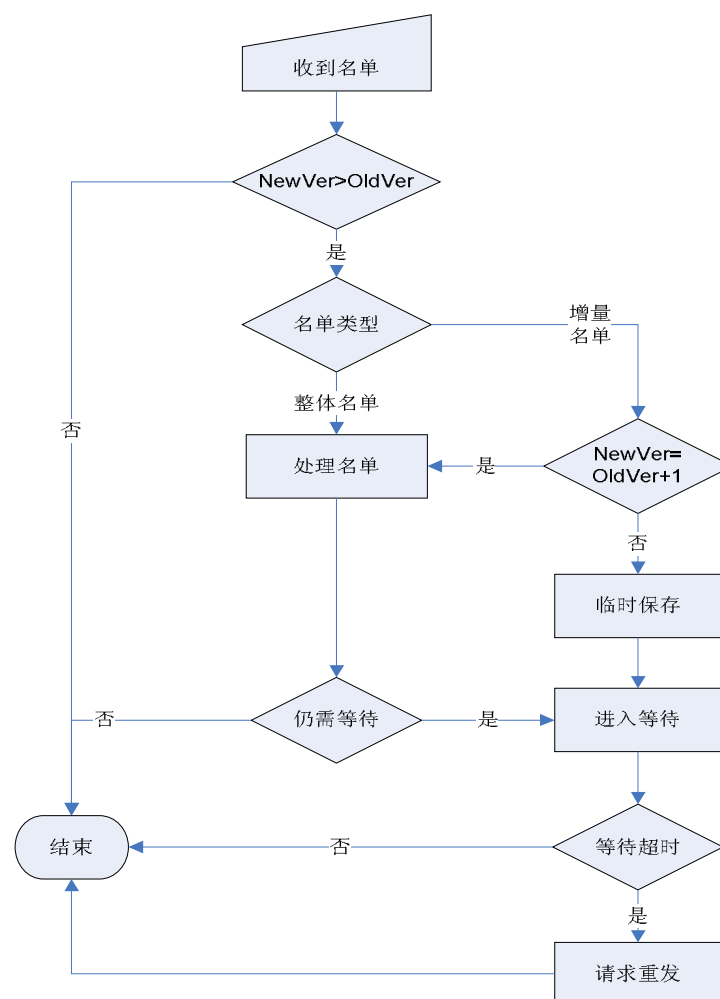 收到名单
NewVer>OldVer
是
名单类型
增量
名单
整体名单
否
处理名单
是
NewVer=
OldVer+1
否
临时保存
否
仍需等待
是
进入等待
结束
否
等待超时
是
请求重发